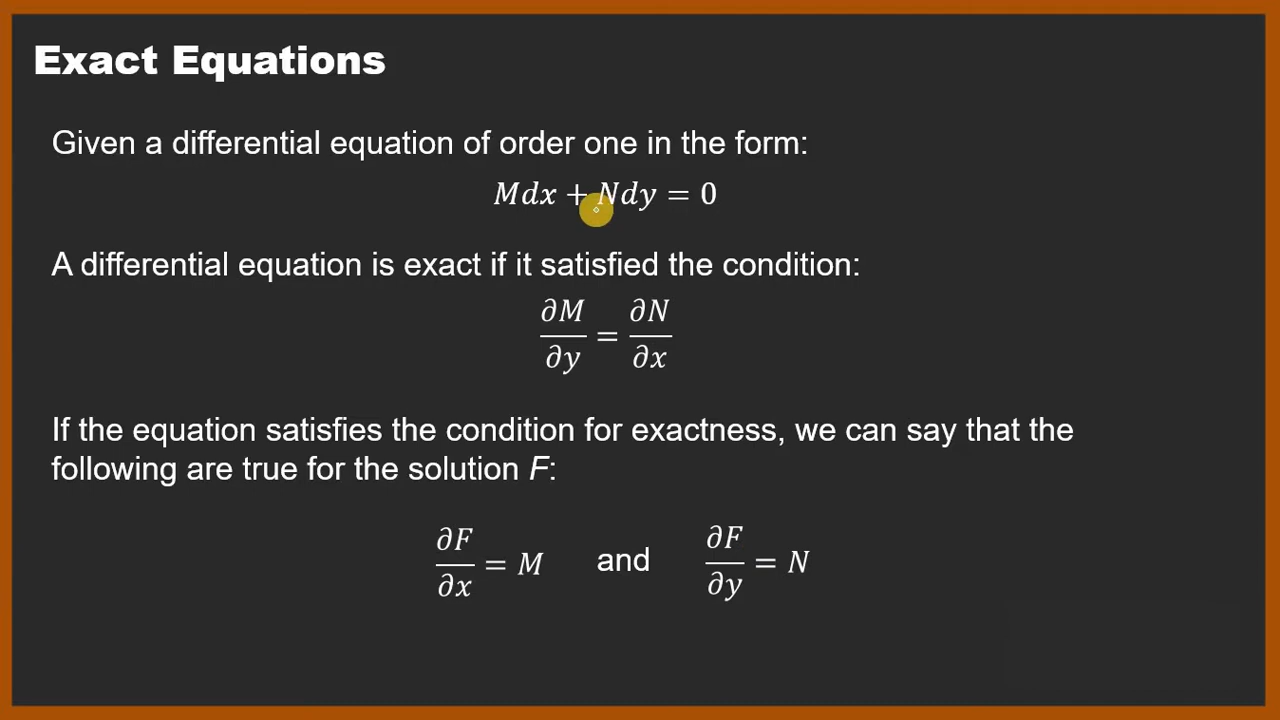 Exact Equations
Given a differential equation of order one in the form:
Mdx + Ndy = 0
A differential equation is exact if it satisfied the condition:
∂M/∂y = ∂N/∂x
If the equation satisfies the condition for exactness, we can say that the
following are true for the solution F:
∂F/∂x = M and ∂F/∂y = N